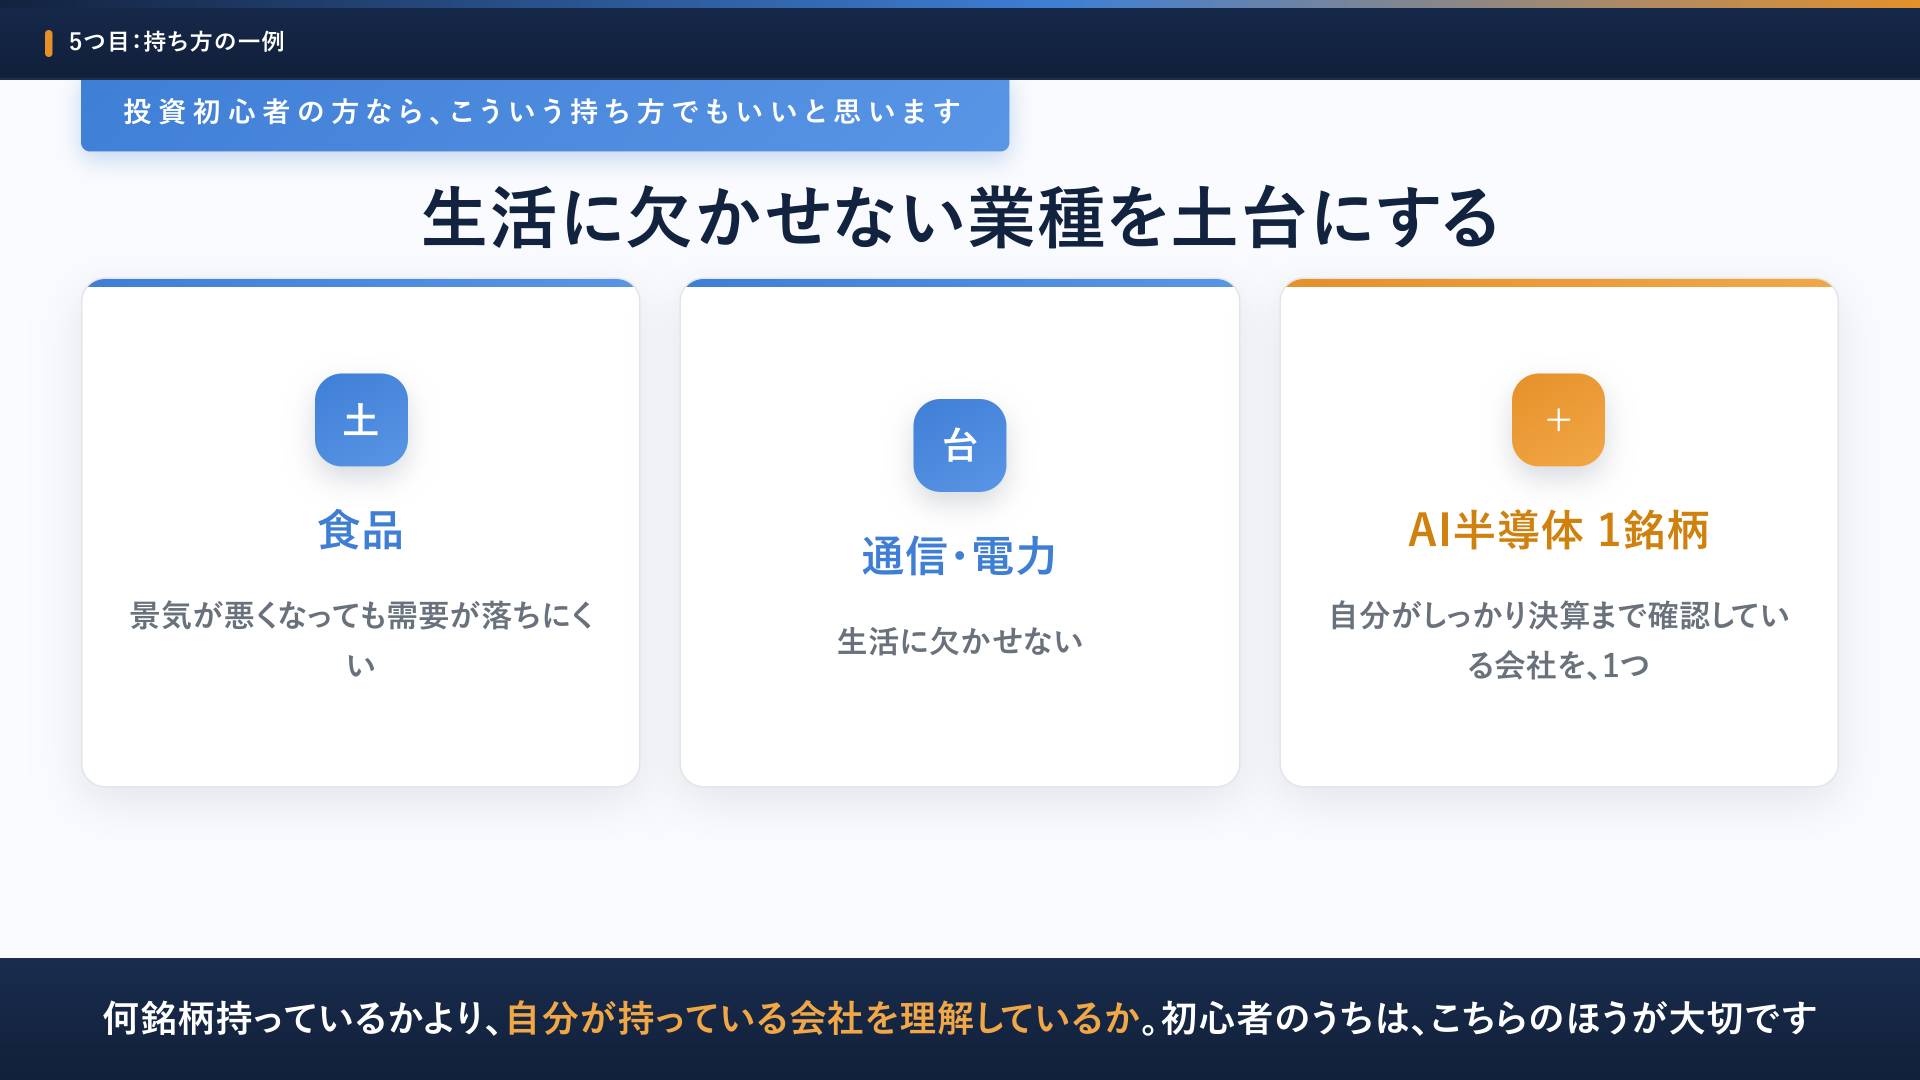 5つ目：持ち方の一例
投資初心者の方なら、こういう持ち方でもいいと思います
生活に欠かせない業種を土台にする
土
食品
景気が悪くなっても需要が落ちにく
い
台
通信・電力
生活に欠かせない
＋
AI半導体 1銘柄
自分がしっかり決算まで確認してい
る会社を、1つ
何銘柄持っているかより、自分が持っている会社を理解しているか。初心者のうちは、こちらのほうが大切です